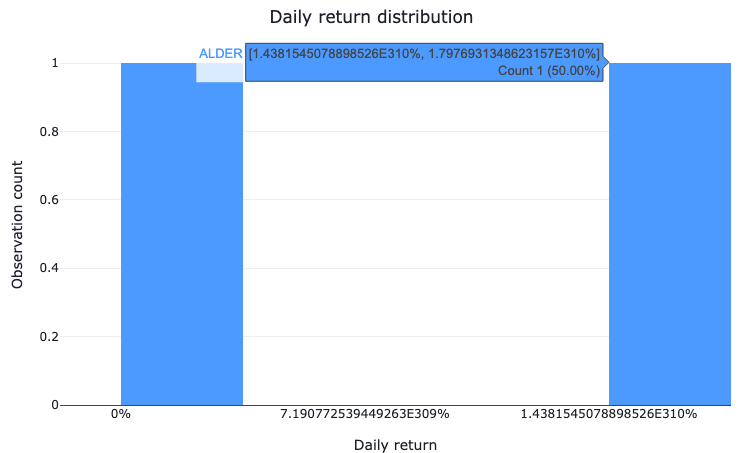 Daily return distribution
ALDER
[1.4381545078898526E310%, 1.7976931348623157E310%]
Count 1 (50.00%)
Observation count
1
0.8
0.6
0.4
0.2
0
0%
7.190772539449263E309%
1.4381545078898526E310%
Daily return